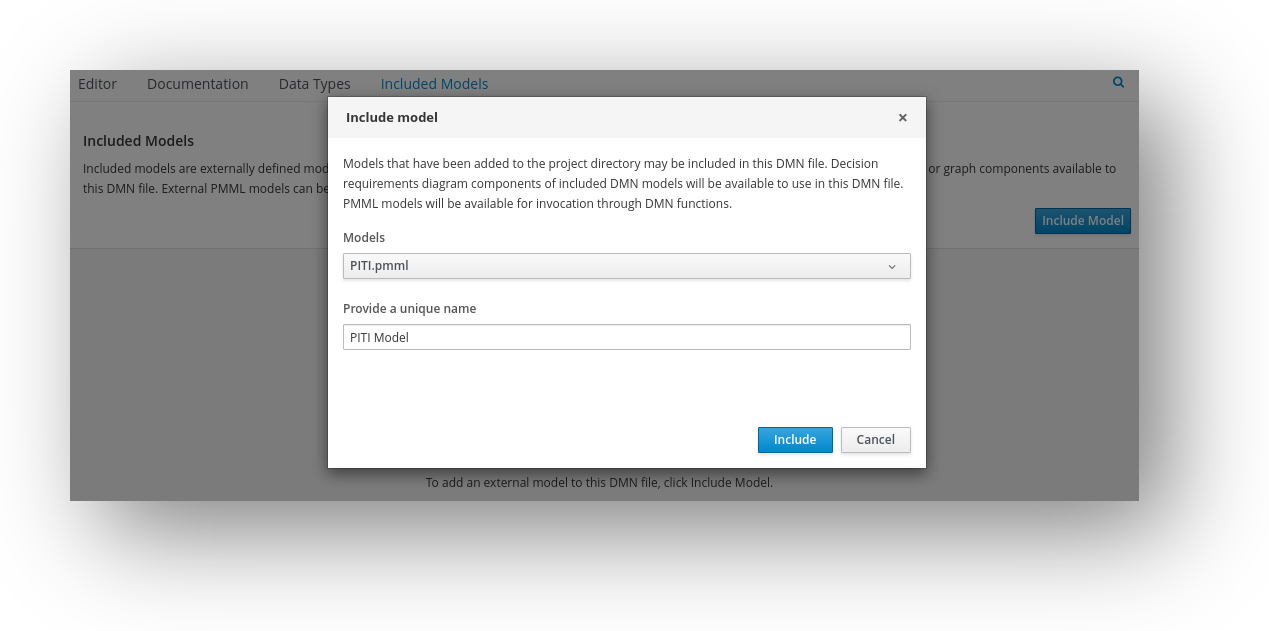 Editor Documentation Data Types Included Models
Include model ×
Included Models
Included models are externally defined mod
or graph components available to
this DMN file. External PMML models can be
Include Model
Models that have been added to the project directory may be included in this DMN file. Decision
requirements diagram components of included DMN models will be available to use in this DMN file.
PMML models will be available for invocation through DMN functions.
Models
PITI.pmml
Provide a unique name
PITI Model
Include Cancel
To add an external model to this DMN file, click Include Model.